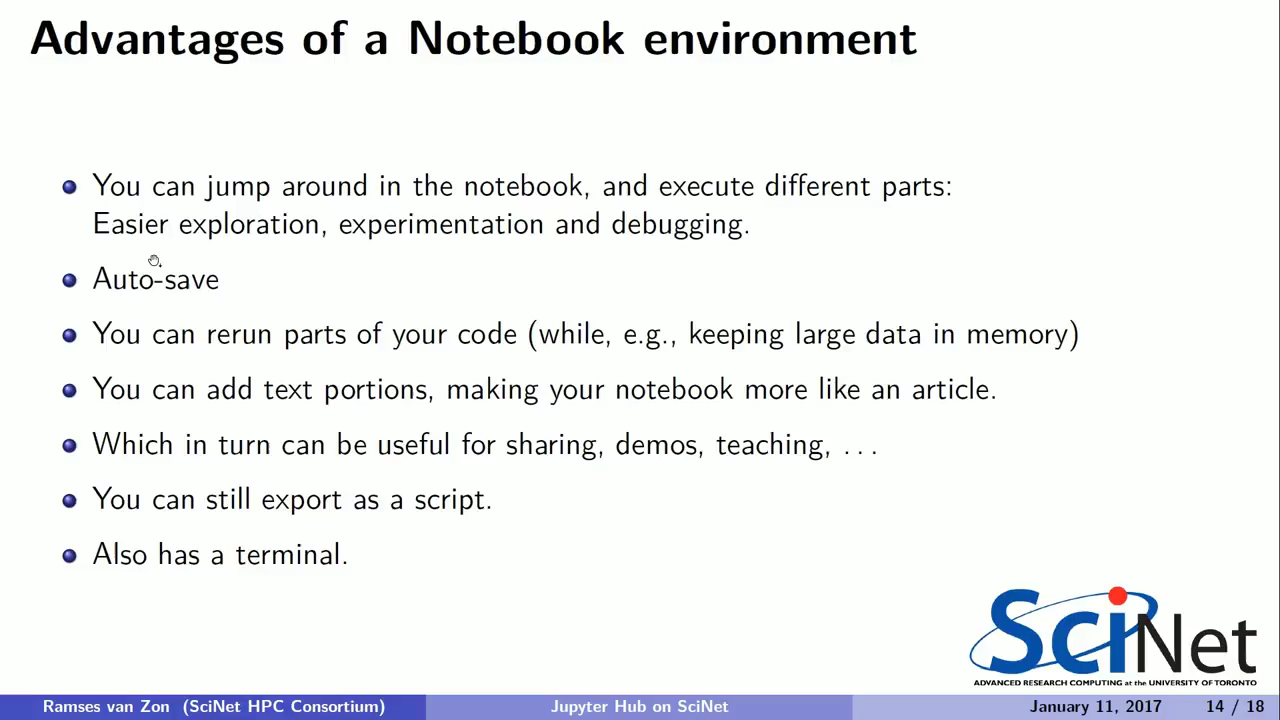 Advantages of a Notebook environment
You can jump around in the notebook, and execute different parts:
Easier exploration, experimentation and debugging.
Auto-save
You can rerun parts of your code (while, e.g., keeping large data in memory)
You can add text portions, making your notebook more like an article.
Which in turn can be useful for sharing, demos, teaching, . . .
You can still export as a script.
Also has a terminal.
SciNet
ADVANCED RESEARCH COMPUTING at the UNIVERSITY OF TORONTO
Ramses van Zon (SciNet HPC Consortium) Jupyter Hub on SciNet January 11, 2017 14 / 18